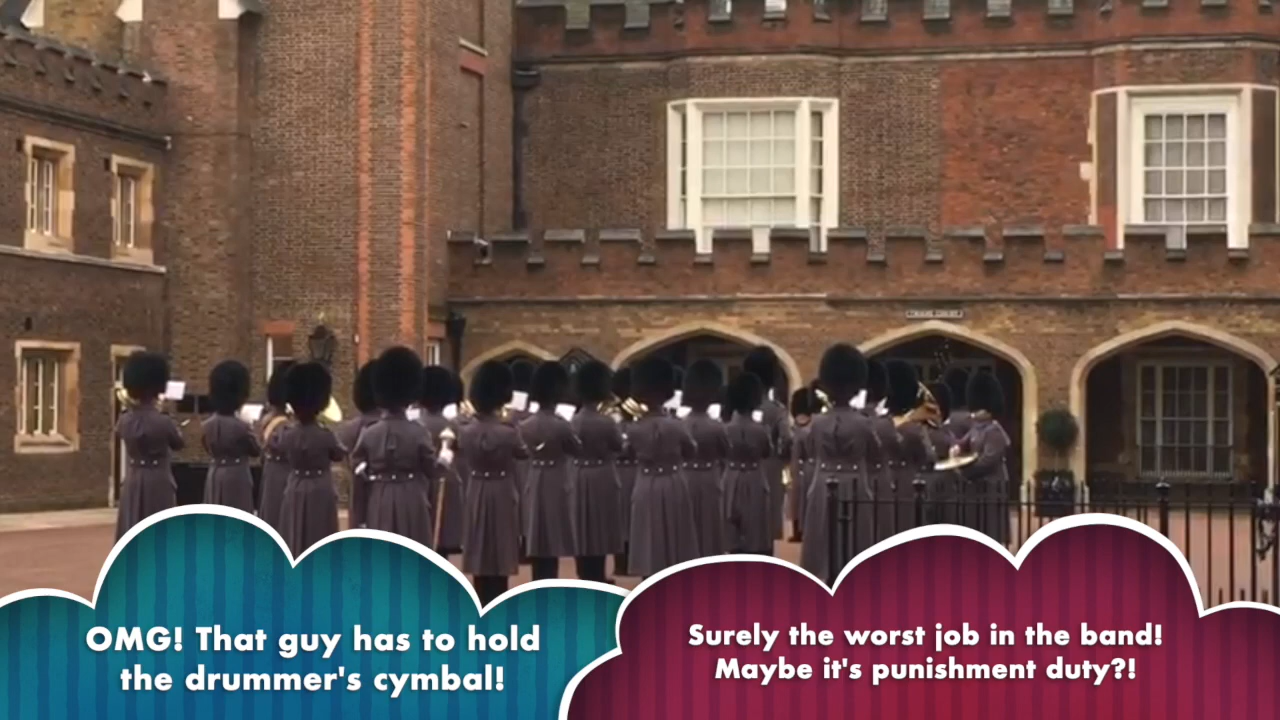 OMG! That guy has to hold
the drummer's cymbal!
Surely the worst job in the band!
Maybe it's punishment duty?!